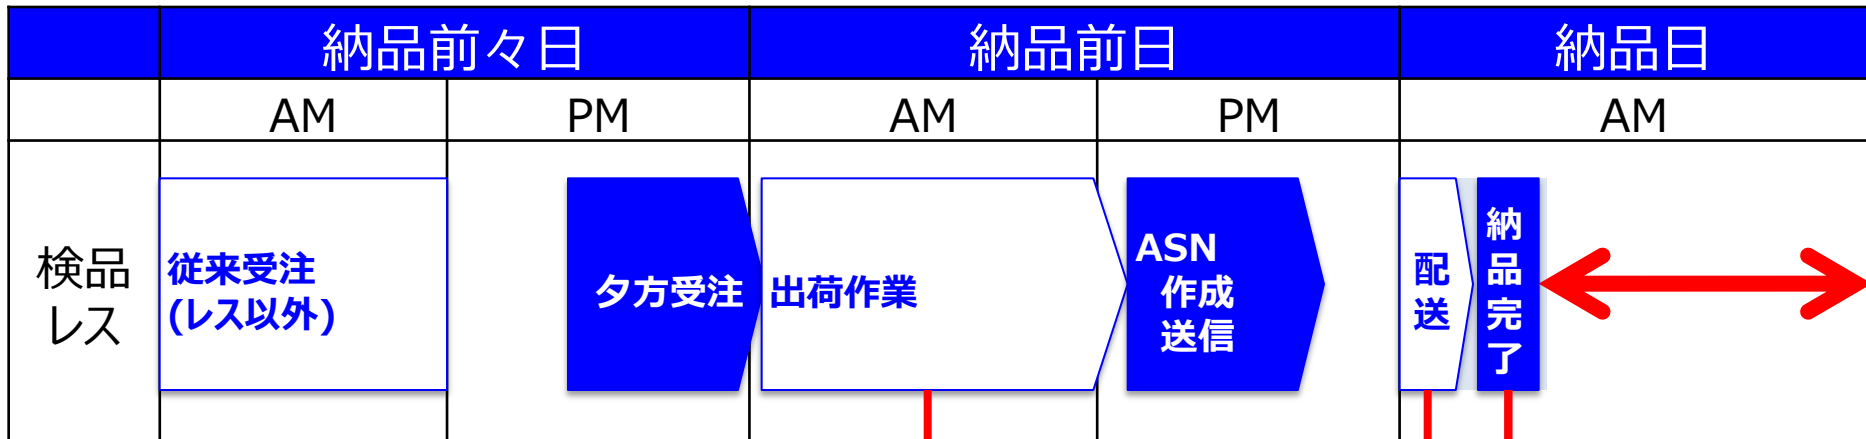 納品前々日 納品前日 納品日
AM PM AM PM AM
検品
レス
従来受注
(レス以外)
夕方受注
出荷作業
ASN
作成
送信
配
送
納
品
完
了